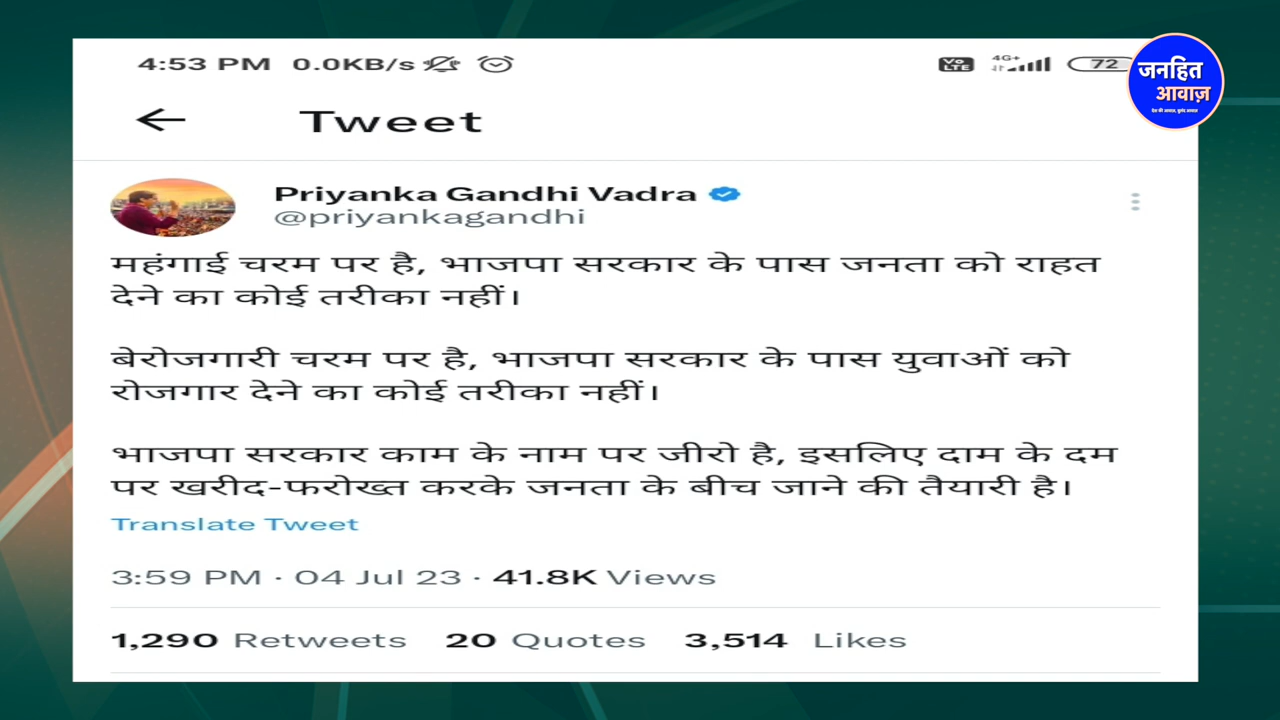 4:53 PM 0.0KB/s
Vo LTE 4G+ 72
जनहित
आवाज़
Tweet
Priyanka Gandhi Vadra
@priyankagandhi
महंगाई चरम पर है, भाजपा सरकार के पास जनता को राहत
देने का कोई तरीका नहीं।
बेरोजगारी चरम पर है, भाजपा सरकार के पास युवाओं को
रोजगार देने का कोई तरीका नहीं।
भाजपा सरकार काम के नाम पर जीरो है, इसलिए दाम के दम
पर खरीद-फरोख्त करके जनता के बीच जाने की तैयारी है।
Translate Tweet
3:59 PM · 04 Jul 23 · 41.8K Views
1,290 Retweets 20 Quotes 3,514 Likes